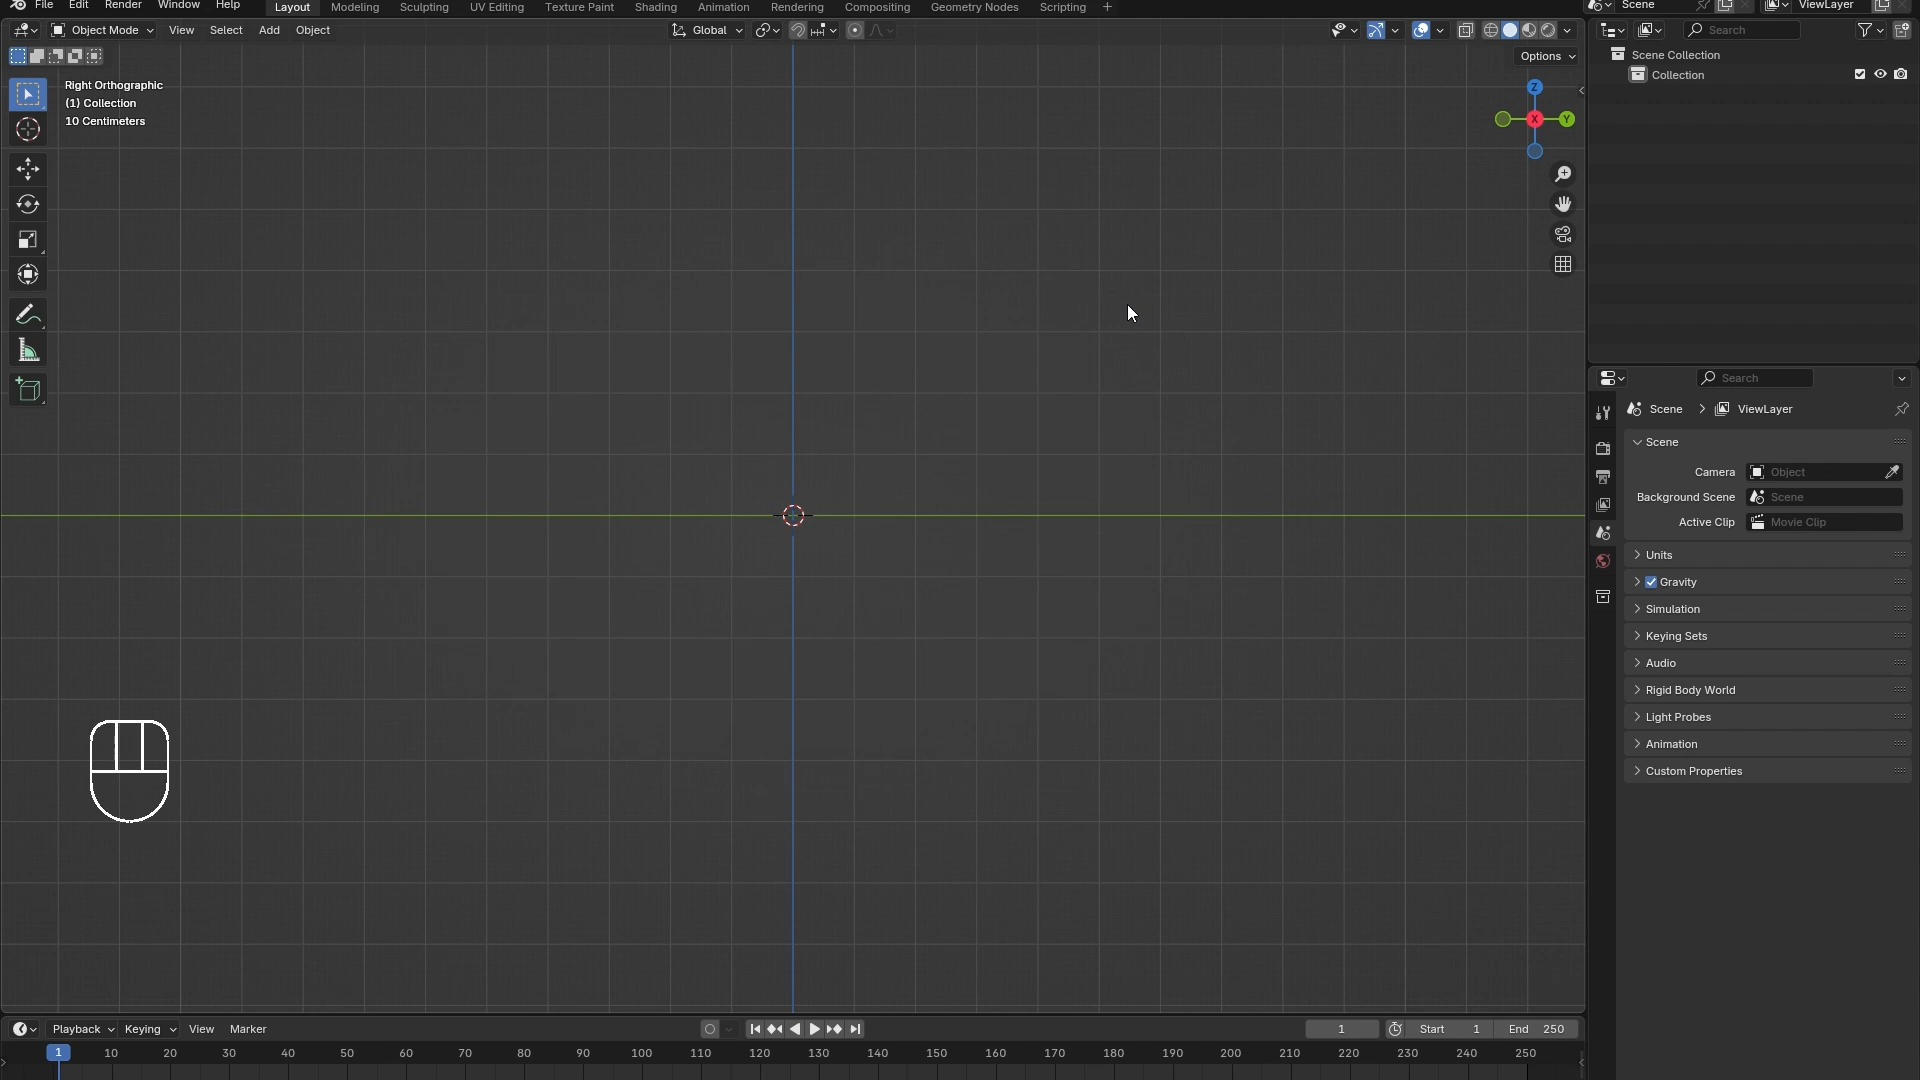 File Edit Render Window Help Layout Modeling Sculpting UV Editing Texture Paint Shading Animation Rendering Compositing Geometry Nodes Scripting + Scene ViewLayer
Object Mode View Select Add Object Global Search
Options
Right Orthographic
(1) Collection
10 Centimeters
Z
X
Y
Scene Collection
Collection
Search
Scene > ViewLayer
Scene
Camera Object
Background Scene Scene
Active Clip Movie Clip
Units
Gravity
Simulation
Keying Sets
Audio
Rigid Body World
Light Probes
Animation
Custom Properties
Playback Keying View Marker 1 Start 1 End 250
1 10 20 30 40 50 60 70 80 90 100 110 120 130 140 150 160 170 180 190 200 210 220 230 240 250